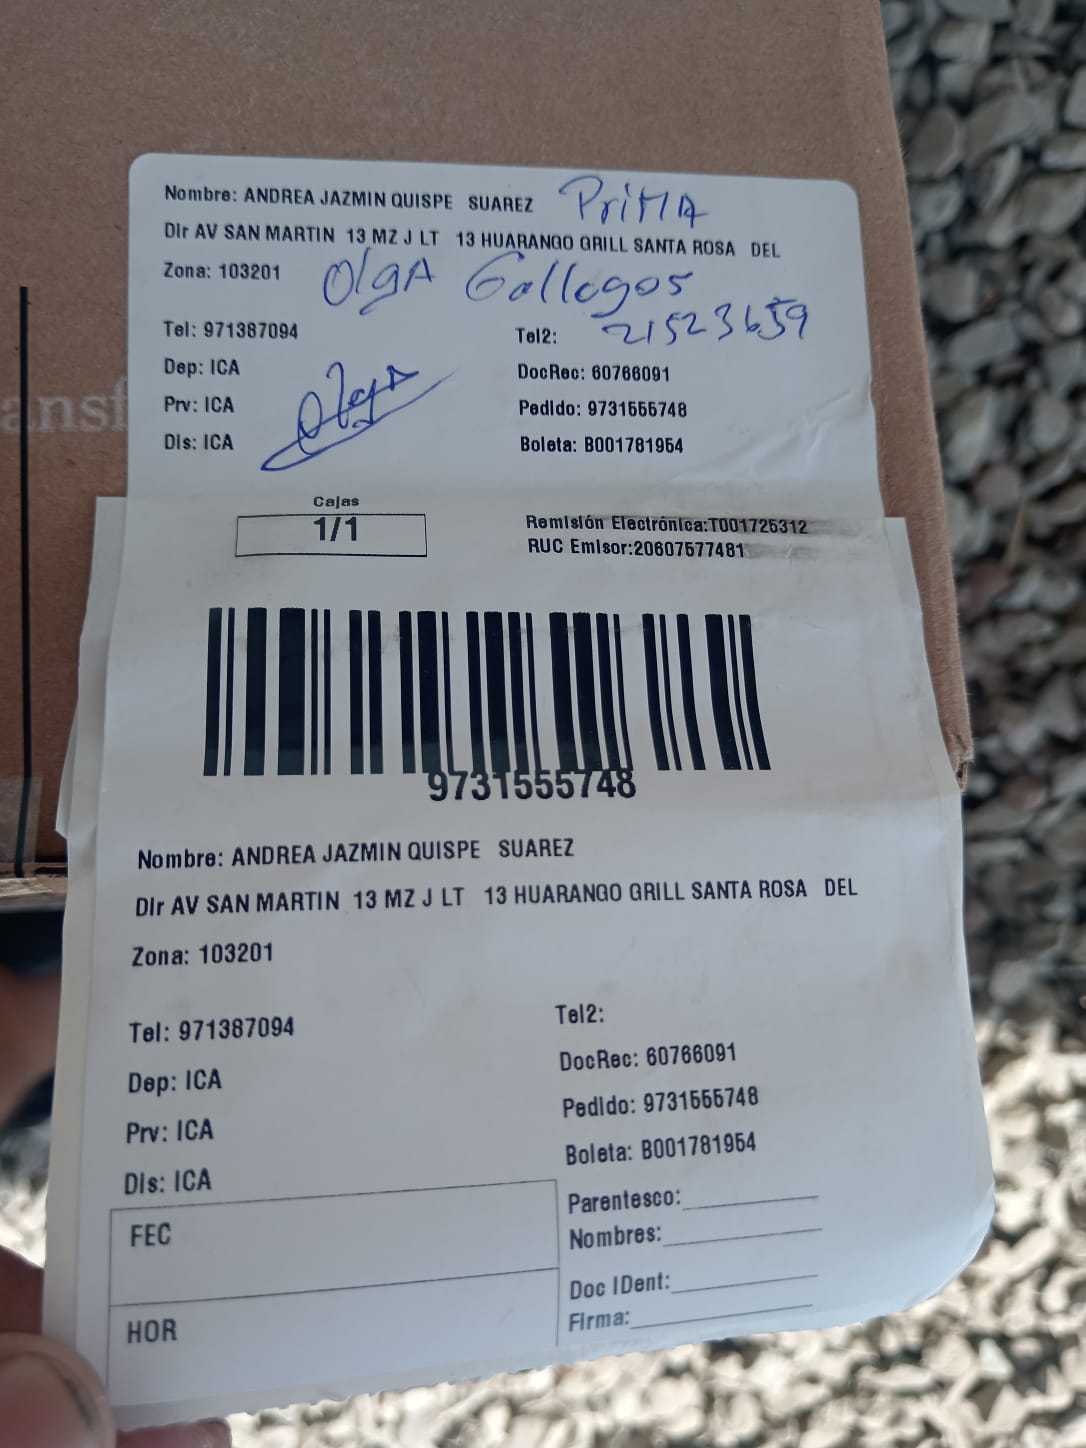 Nombre: ANDREA JAZMIN QUISPE SUAREZ PriMA
Dir AV SAN MARTIN 13 MZ J LT 13 HUARANGO GRILL SANTA ROSA DEL
Zona: 103201 OlgA Gallegos
Tel: 971387094 Tel2: 21523659
Dep: ICA DocRec: 60766091
Prv: ICA Olga Pedido: 9731555748
Dis: ICA Boleta: B001781954
ansf
Cajas
1/1
Remisión Electrónica:T001725312
RUC Emisor:20607577481
9731555748
Nombre: ANDREA JAZMIN QUISPE SUAREZ
Dir AV SAN MARTIN 13 MZ J LT 13 HUARANGO GRILL SANTA ROSA DEL
Zona: 103201
Tel: 971387094 Tel2:
Dep: ICA DocRec: 60766091
Prv: ICA Pedido: 9731555748
Dis: ICA Boleta: B001781954
FEC Parentesco:
Nombres:
Doc IDent:
HOR Firma: